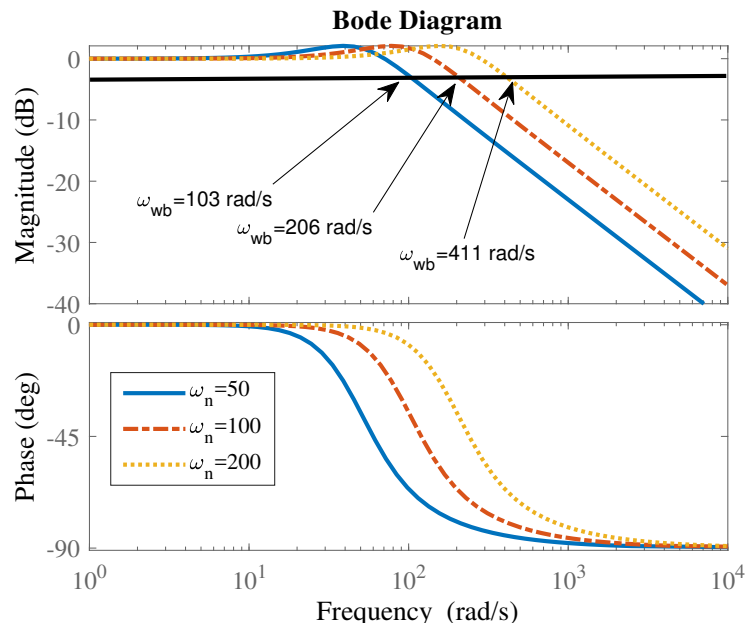 Bode Diagram
Magnitude (dB)
0
-10
-20
-30
-40
ω_wb=103 rad/s
ω_wb=206 rad/s
ω_wb=411 rad/s
Phase (deg)
0
-45
-90
ω_n=50
ω_n=100
ω_n=200
10^0 10^1 10^2 10^3 10^4
Frequency (rad/s)